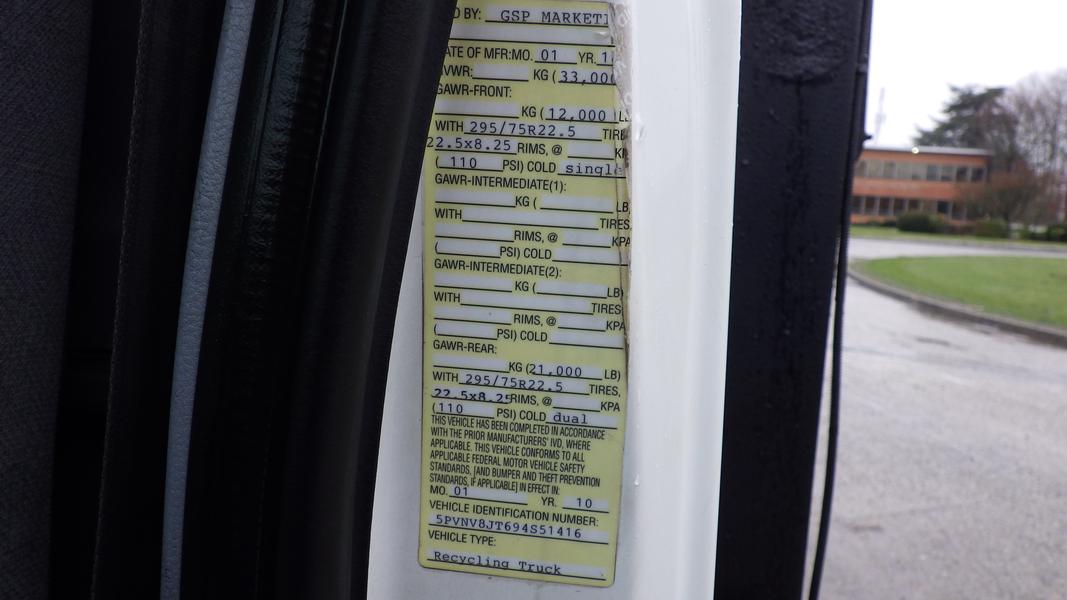 D BY: GSP MARKETI
ATE OF MFR:MO. 01 YR. 1
VWR: KG ( 33,000
GAWR-FRONT:
KG ( 12,000 LB
WITH 295/75R22.5 TIRE
22.5x8.25 RIMS, @ KP
( 110 PSI) COLD single
GAWR-INTERMEDIATE(1):
KG ( LB
WITH TIRES,
RIMS, @ KPA
( PSI) COLD
GAWR-INTERMEDIATE(2):
KG ( LB)
WITH TIRES
RIMS, @ KPA
( PSI) COLD
GAWR-REAR:
KG (21,000 LB)
WITH 295/75R22.5 TIRES,
22.5x8.25 RIMS, @ KPA
(110 PSI) COLD dual
THIS VEHICLE HAS BEEN COMPLETED IN ACCORDANCE
WITH THE PRIOR MANUFACTURERS' IVD, WHERE
APPLICABLE. THIS VEHICLE CONFORMS TO ALL
APPLICABLE FEDERAL MOTOR VEHICLE SAFETY
STANDARDS, [AND BUMPER AND THEFT PREVENTION
STANDARDS, IF APPLICABLE] IN EFFECT IN:
MO. 01 YR. 10
VEHICLE IDENTIFICATION NUMBER:
5PVNV8JT694S51416
VEHICLE TYPE:
Recycling Truck